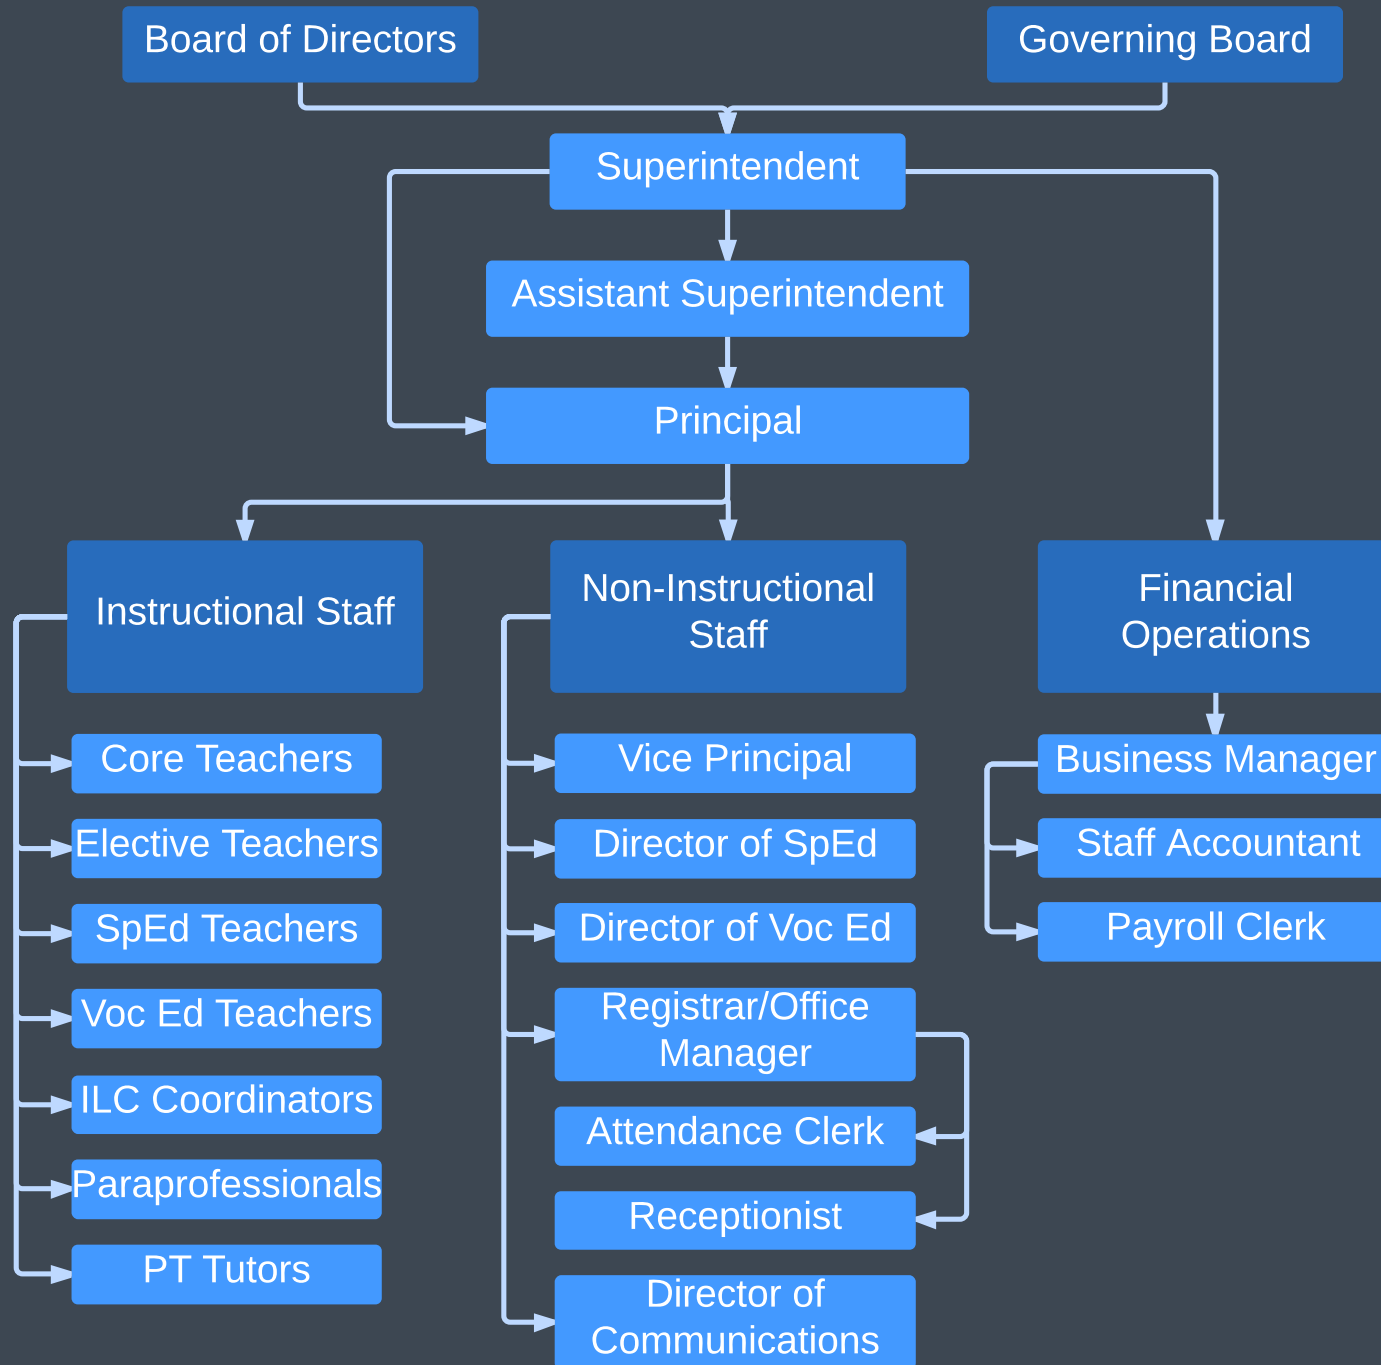 Board of Directors
Governing Board
Superintendent
Assistant Superintendent
Principal
Instructional Staff
Non-Instructional
Staff
Financial
Operations
Core Teachers
Elective Teachers
SpEd Teachers
Voc Ed Teachers
ILC Coordinators
Paraprofessionals
PT Tutors
Vice Principal
Director of SpEd
Director of Voc Ed
Registrar/Office
Manager
Attendance Clerk
Receptionist
Director of
Communications
Business Manager
Staff Accountant
Payroll Clerk